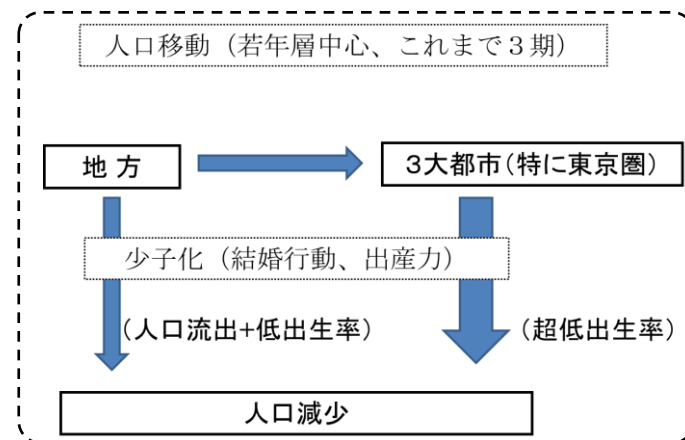 人口移動（若年層中心、これまで３期）
地 方
３大都市（特に東京圏）
少子化（結婚行動、出産力）
（人口流出+低出生率）
（超低出生率）
人口減少